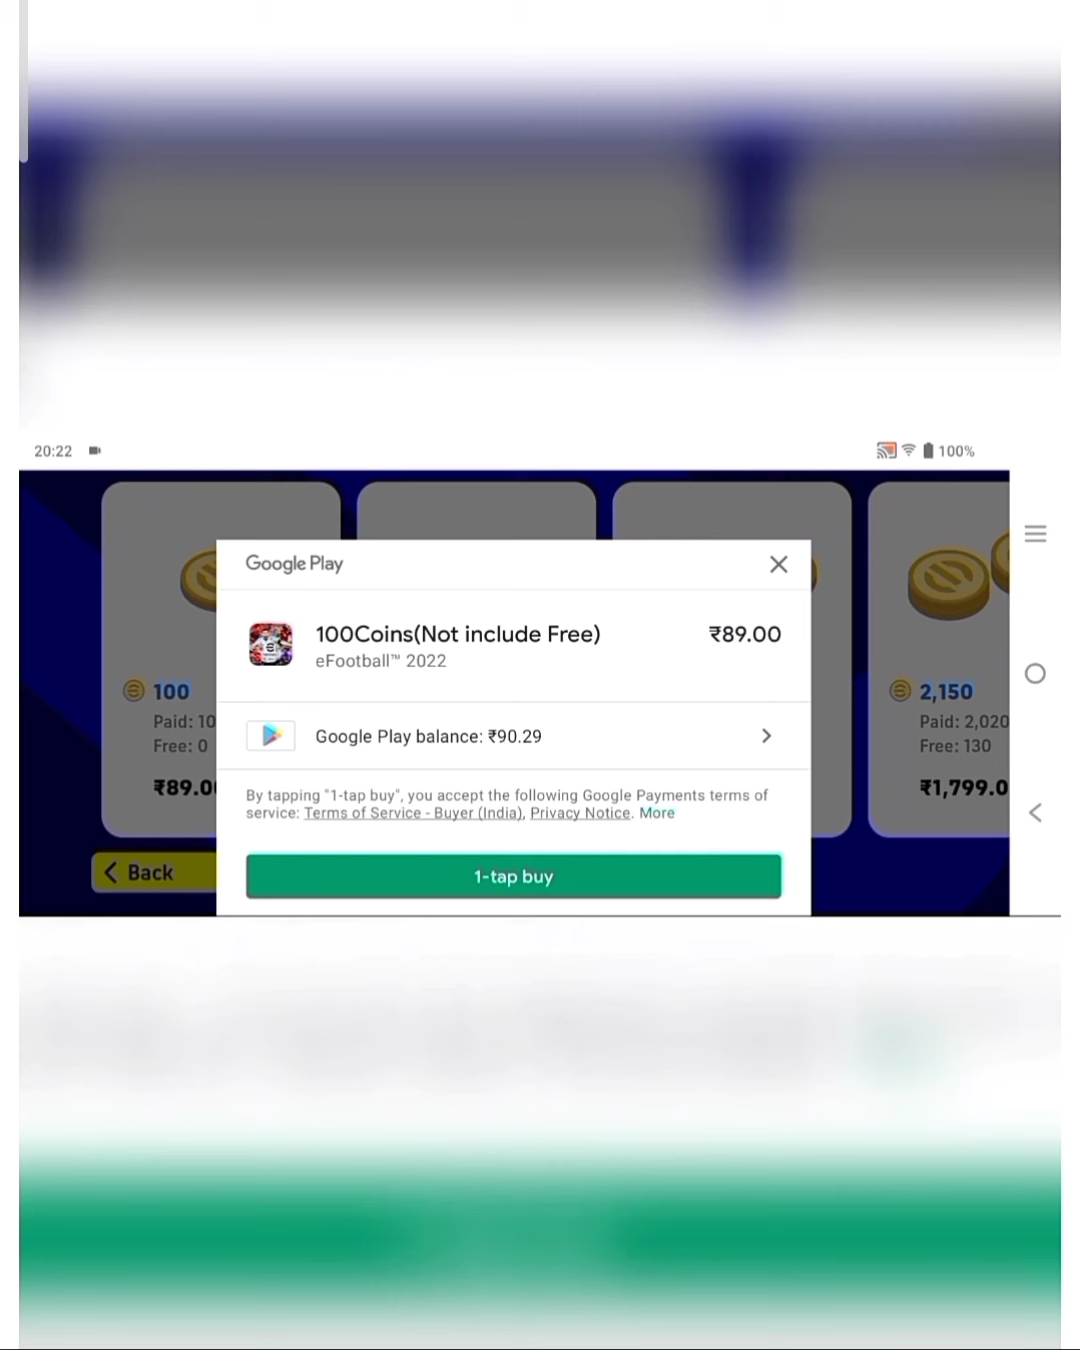 20:22
100%
Google Play
100Coins(Not include Free) ₹89.00
eFootball™ 2022
100
Paid: 10
Free: 0
₹89.0
2,150
Paid: 2,020
Free: 130
₹1,799.0
Google Play balance: ₹90.29
By tapping "1-tap buy", you accept the following Google Payments terms of
service: Terms of Service - Buyer (India), Privacy Notice. More
Back
1-tap buy